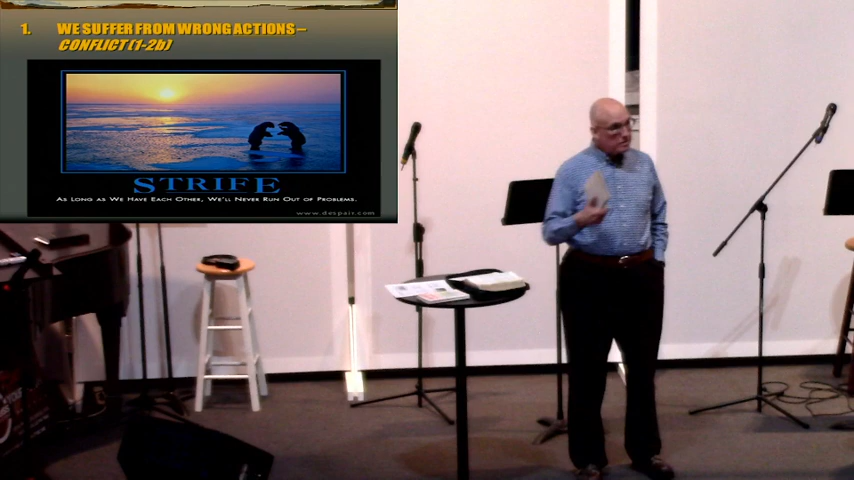 1. WE SUFFER FROM WRONG ACTIONS –
CONFLICT (1-2b)
STRIFE
AS LONG AS WE HAVE EACH OTHER, WE'LL NEVER RUN OUT OF PROBLEMS.
www.despair.com